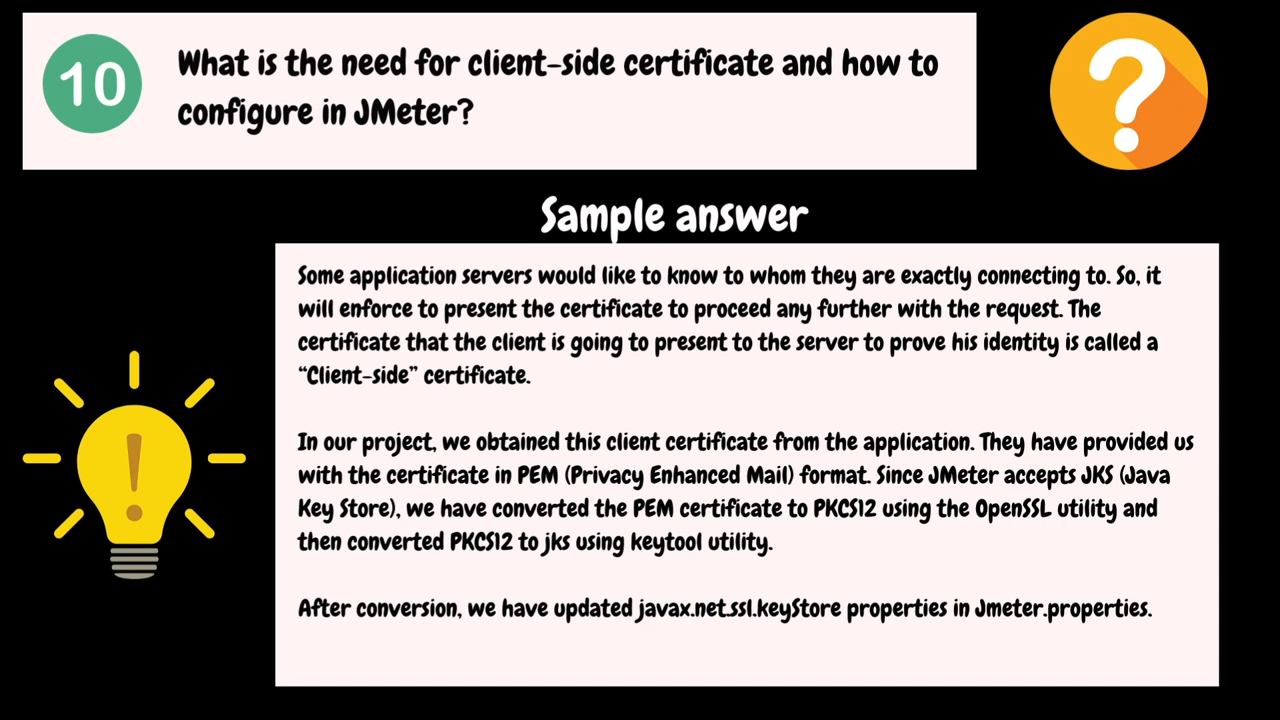 10
What is the need for client-side certificate and how to
configure in JMeter?
?
Sample answer
Some application servers would like to know to whom they are exactly connecting to. So, it
will enforce to present the certificate to proceed any further with the request. The
certificate that the client is going to present to the server to prove his identity is called a
“Client-side” certificate.
In our project, we obtained this client certificate from the application. They have provided us
with the certificate in PEM (Privacy Enhanced Mail) format. Since JMeter accepts JKS (Java
Key Store), we have converted the PEM certificate to PKCS12 using the OpenSSL utility and
then converted PKCS12 to jks using keytool utility.
After conversion, we have updated javax.net.ssl.keyStore properties in Jmeter.properties.